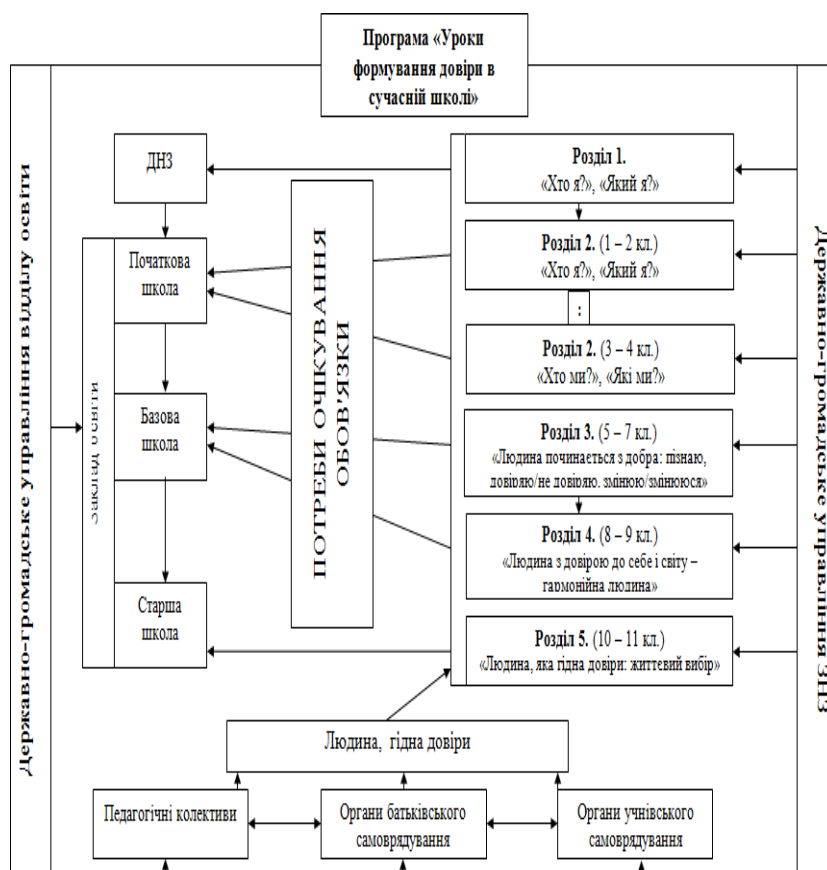 Програма «Уроки
формування довіри в
сучасній школі»
Державно-громадське управління відділу освіти
ДНЗ
Заклад освіти
Початкова
школа
Базова
школа
Старша
школа
ПОТРЕБИ ОЧІКУВАННЯ
ОБОВ'ЯЗКИ
Розділ 1.
«Хто я?», «Який я?»
Розділ 2. (1 – 2 кл.)
«Хто я?», «Який я?»
:
Розділ 2. (3 – 4 кл.)
«Хто ми?», «Які ми?»
Розділ 3. (5 – 7 кл.)
«Людина починається з добра: пізнаю,
довіряю/не довіряю, змінюю/змінююся»
Розділ 4. (8 – 9 кл.)
«Людина з довірою до себе і світу –
гармонійна людина»
Розділ 5. (10 – 11 кл.)
«Людина, яка гідна довіри: життєвий вибір»
Державно-громадське управління ЗНЗ
Людина, гідна довіри
Педагогічні колективи
Органи батьківського
самоврядування
Органи учнівського
самоврядування